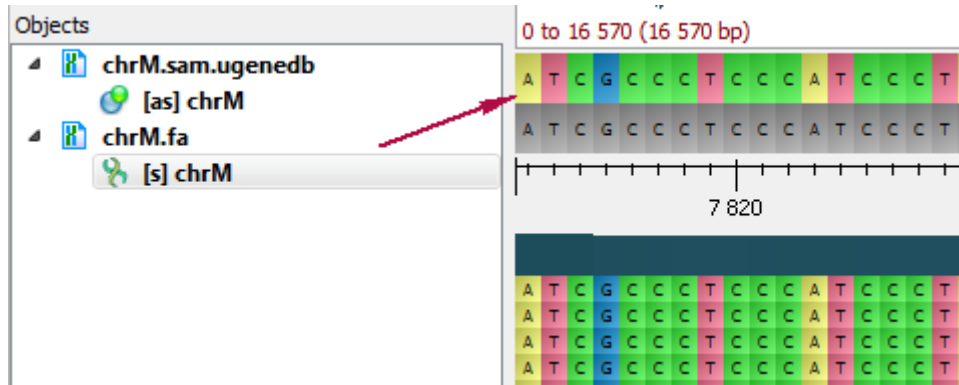 Objects
chrM.sam.ugenedb
[as] chrM
chrM.fa
[s] chrM
0 to 16 570 (16 570 bp)
A T C G C C C T C C C A T C C C T
A T C G C C C T C C C A T C C C T
7 820
A T C G C C C T C C C A T C C C T
A T C G C C C T C C C A T C C C T
A T C G C C C T C C C A T C C C T
A T C G C C C T C C C A T C C C T